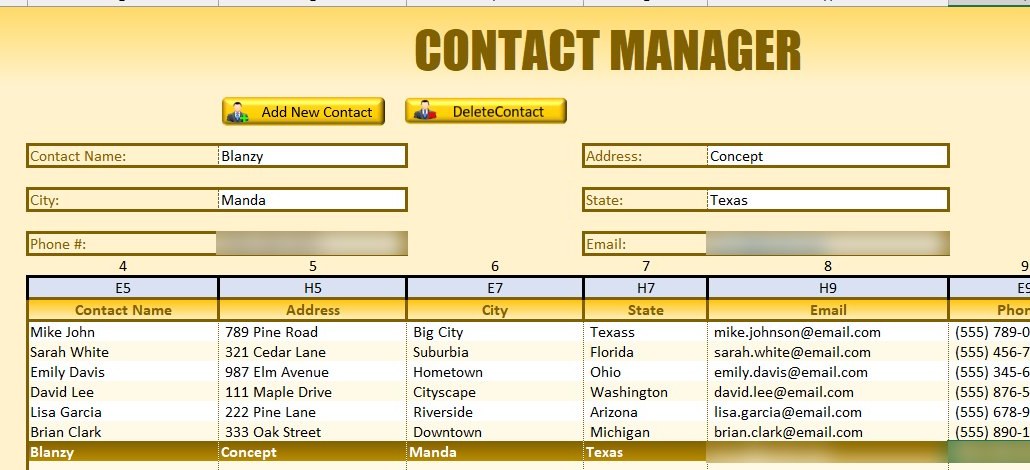 CONTACT MANAGER
Add New Contact DeleteContact
Contact Name: Blanzy Address: Concept
City: Manda State: Texas
Phone #: Email:
4 5 6 7 8 9
E5 H5 E7 H7 H9 E9
Contact Name Address City State Email Phon
Mike John 789 Pine Road Big City Texass mike.johnson@email.com (555) 789-0
Sarah White 321 Cedar Lane Suburbia Florida sarah.white@email.com (555) 456-7
Emily Davis 987 Elm Avenue Hometown Ohio emily.davis@email.com (555) 345-6
David Lee 111 Maple Drive Cityscape Washington david.lee@email.com (555) 876-5
Lisa Garcia 222 Pine Lane Riverside Arizona lisa.garcia@email.com (555) 678-9
Brian Clark 333 Oak Street Downtown Michigan brian.clark@email.com (555) 890-1
Blanzy Concept Manda Texas